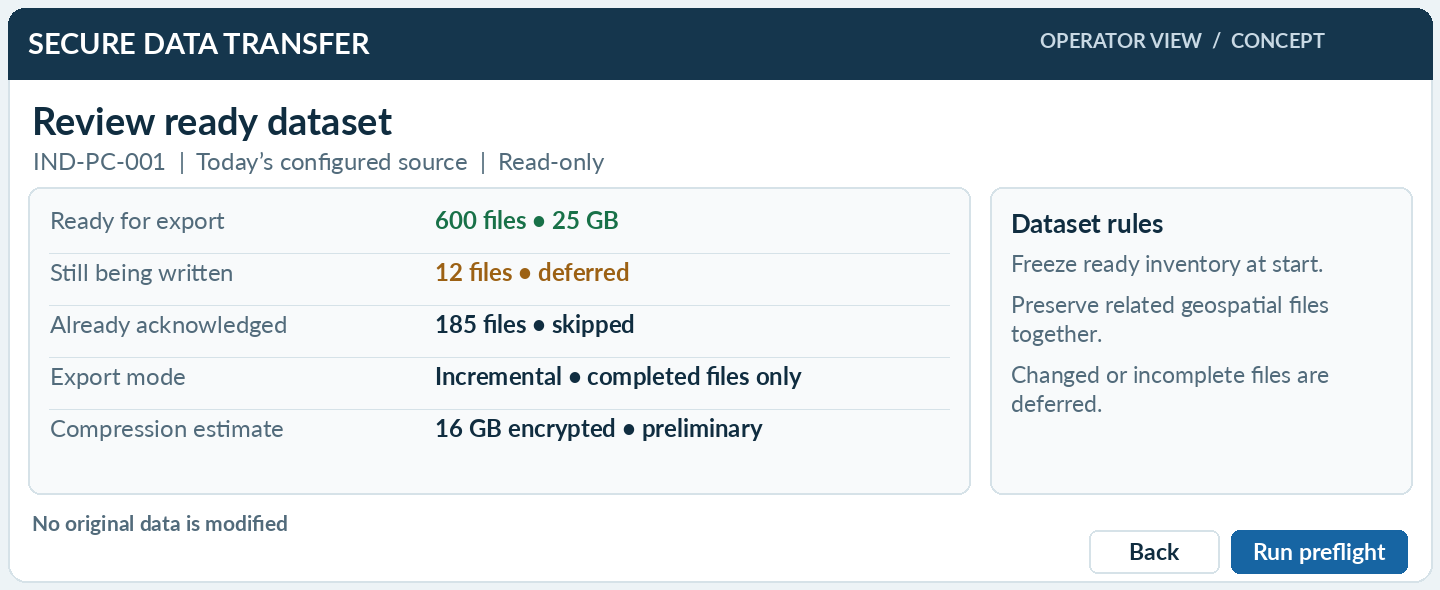 SECURE DATA TRANSFER
OPERATOR VIEW / CONCEPT
Review ready dataset
IND-PC-001 | Today’s configured source | Read-only
Ready for export 600 files • 25 GB
Still being written 12 files • deferred
Already acknowledged 185 files • skipped
Export mode Incremental • completed files only
Compression estimate 16 GB encrypted • preliminary
Dataset rules
Freeze ready inventory at start.
Preserve related geospatial files
together.
Changed or incomplete files are
deferred.
No original data is modified
Back Run preflight